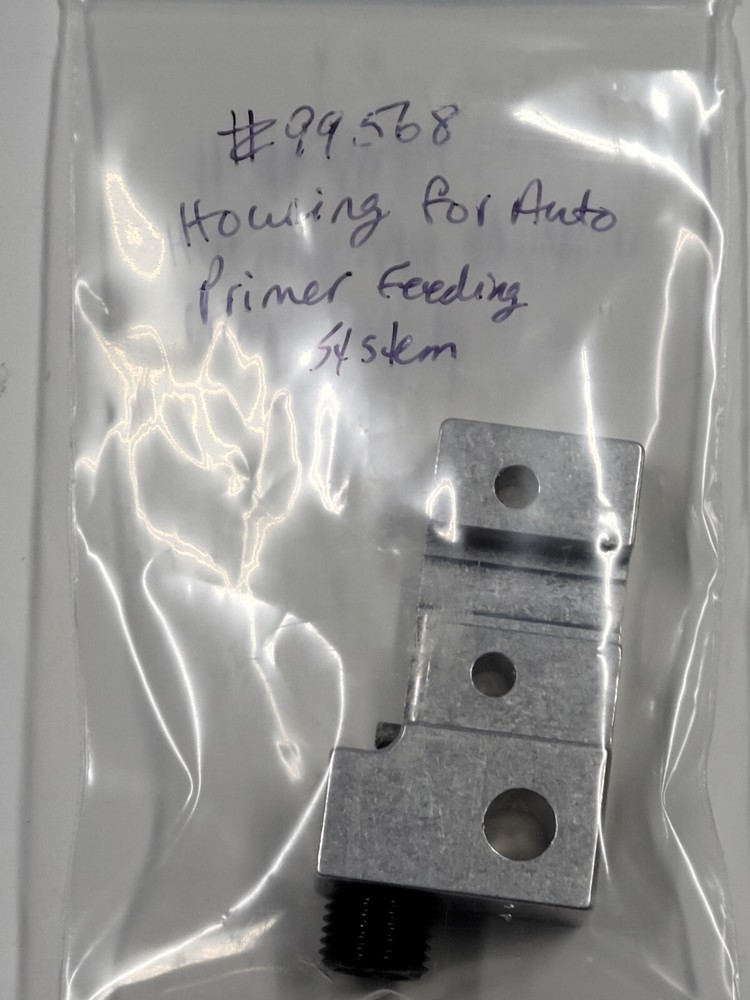 #99568
Housing for Auto
Primer Feeding
System